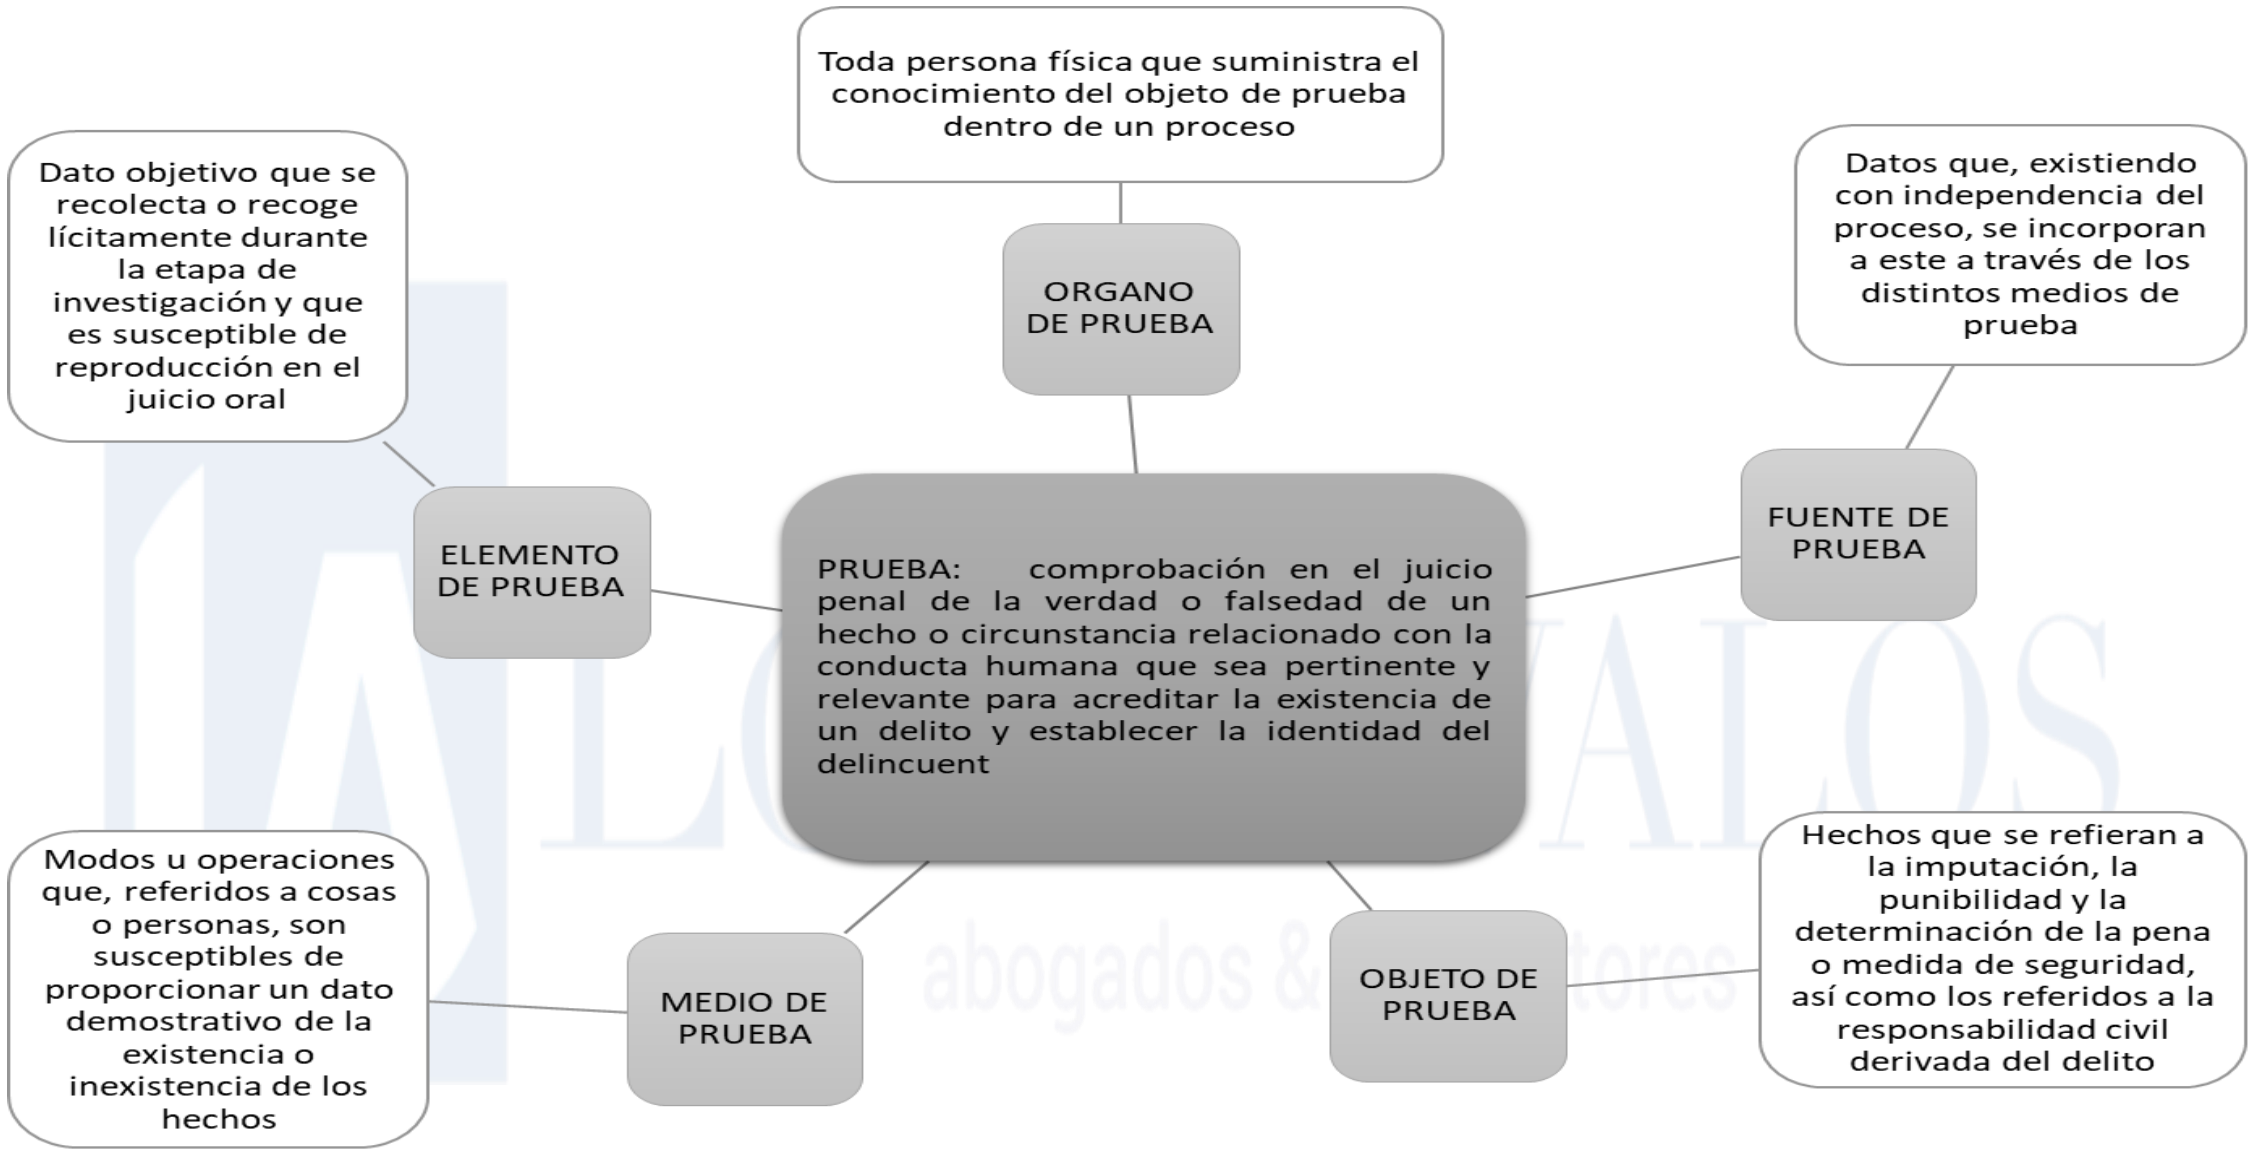 Toda persona física que suministra el
conocimiento del objeto de prueba
dentro de un proceso
Dato objetivo que se
recolecta o recoge
lícitamente durante
la etapa de
investigación y que
es susceptible de
reproducción en el
juicio oral
Datos que, existiendo
con independencia del
proceso, se incorporan
a este a través de los
distintos medios de
prueba
ORGANO
DE PRUEBA
ELEMENTO
DE PRUEBA
FUENTE DE
PRUEBA
PRUEBA: comprobación en el juicio
penal de la verdad o falsedad de un
hecho o circunstancia relacionado con la
conducta humana que sea pertinente y
relevante para acreditar la existencia de
un delito y establecer la identidad del
delincuent
Modos u operaciones
que, referidos a cosas
o personas, son
susceptibles de
proporcionar un dato
demostrativo de la
existencia o
inexistencia de los
hechos
MEDIO DE
PRUEBA
OBJETO DE
PRUEBA
Hechos que se refieran a
la imputación, la
punibilidad y la
determinación de la pena
o medida de seguridad,
así como los referidos a la
responsabilidad civil
derivada del delito
abogados &